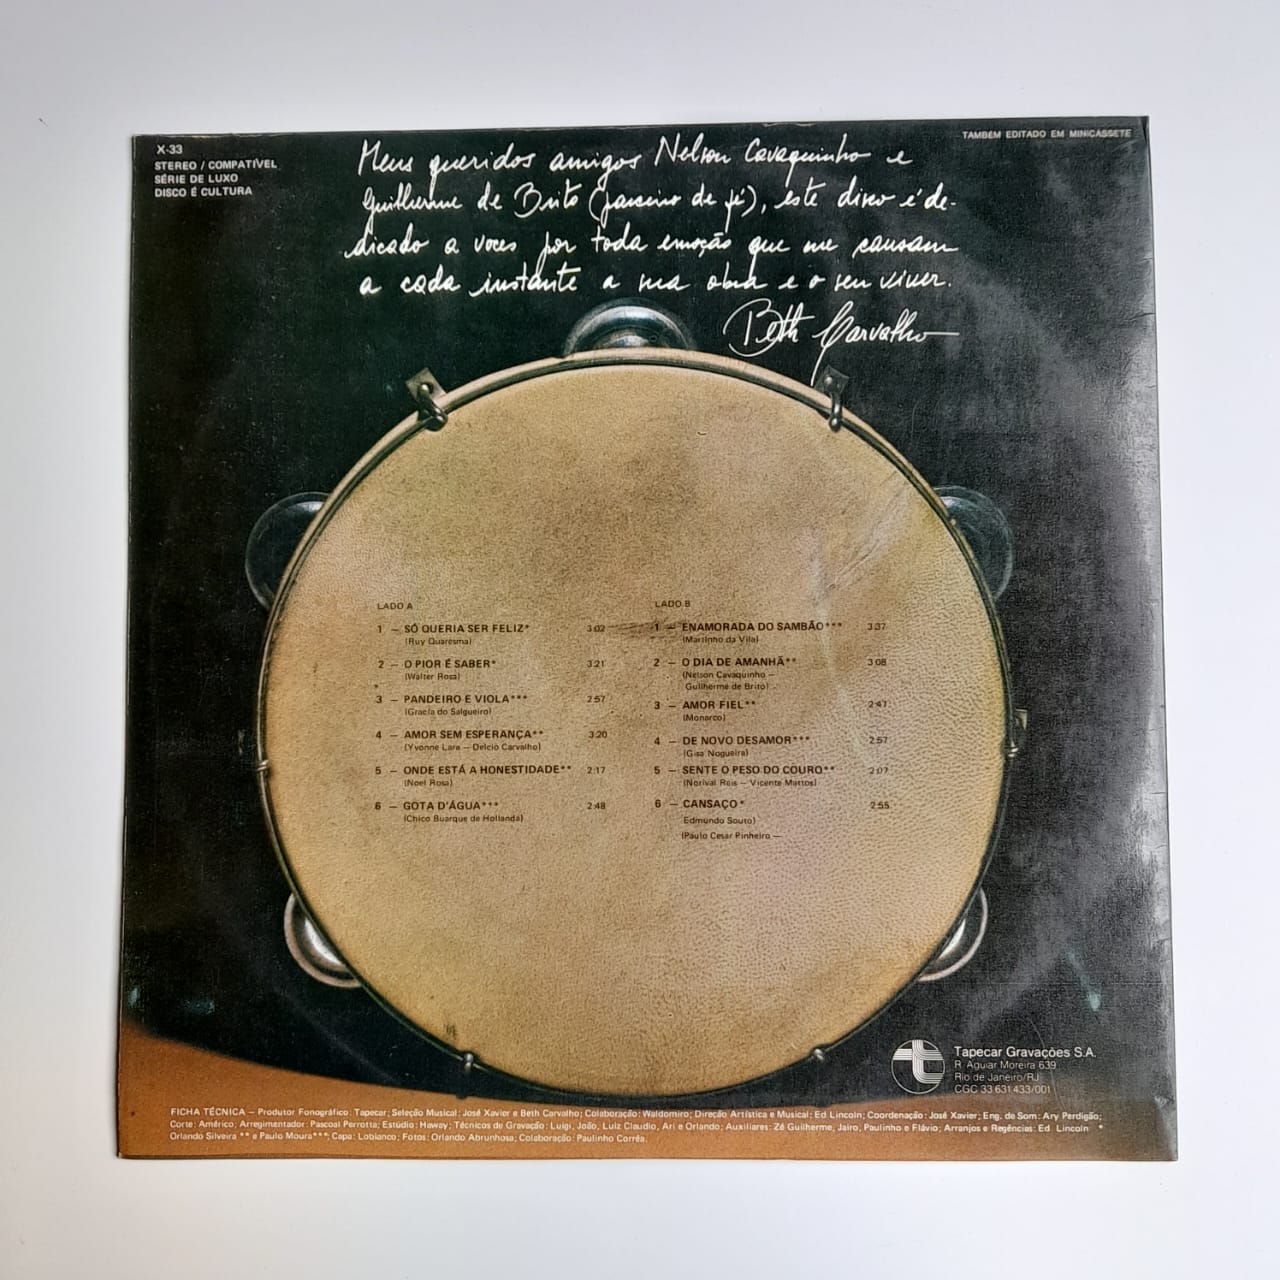 X-33
STEREO / COMPATÍVEL
SÉRIE DE LUXO
DISCO É CULTURA
TAMBÉM EDITADO EM MINICASSETE
Meus queridos amigos Nelson Cavaquinho e
Guilherme de Brito (parceiro de fé), este disco é de-
dicado a voces por toda emoção que me causam
a cada instante a sua obra e o seu viver.
Beth Carvalho
LADO A
1 – SÓ QUERIA SER FELIZ* 3:02
(Ruy Quaresma)
2 – O PIOR É SABER* 3:21
(Walter Rosa)
3 – PANDEIRO E VIOLA*** 2:57
(Gracia do Salgueiro)
4 – AMOR SEM ESPERANÇA** 3:20
(Yvonne Lara – Delcio Carvalho)
5 – ONDE ESTÁ A HONESTIDADE** 2:17
(Noel Rosa)
6 – GOTA D'ÁGUA*** 2:48
(Chico Buarque de Hollanda)
LADO B
1 – ENAMORADA DO SAMBÃO*** 3:37
(Martinho da Vila)
2 – O DIA DE AMANHÃ** 3:08
(Nelson Cavaquinho –
Guilherme de Brito)
3 – AMOR FIEL** 2:47
(Monarco)
4 – DE NOVO DESAMOR*** 2:57
(Gisa Nogueira)
5 – SENTE O PESO DO COURO** 2:07
(Norival Reis – Vicente Mattos)
6 – CANSAÇO* 2:55
Edmundo Souto)
(Paulo Cesar Pinheiro –
Tapecar Gravações S.A.
R. Aguiar Moreira 639
Rio de Janeiro/RJ
CGC 33 631 433/001
FICHA TÉCNICA – Produtor Fonográfico: Tapecar; Seleção Musical: José Xavier e Beth Carvalho; Colaboração: Waldomiro; Direção Artística e Musical: Ed Lincoln; Coordenação: José Xavier; Eng. de Som: Ary Perdigão;
Corte: Américo; Arregimentador: Pascoal Perrotta; Estúdio: Haway; Técnicos de Gravação: Luigi, João, Luiz Claudio, Ari e Orlando; Auxiliares: Zé Guilherme, Jairo, Paulinho e Flávio; Arranjos e Regências: Ed Lincoln *
Orlando Silveira ** e Paulo Moura***; Capa: Lobianco; Fotos: Orlando Abrunhosa; Colaboração: Paulinho Corrêa.